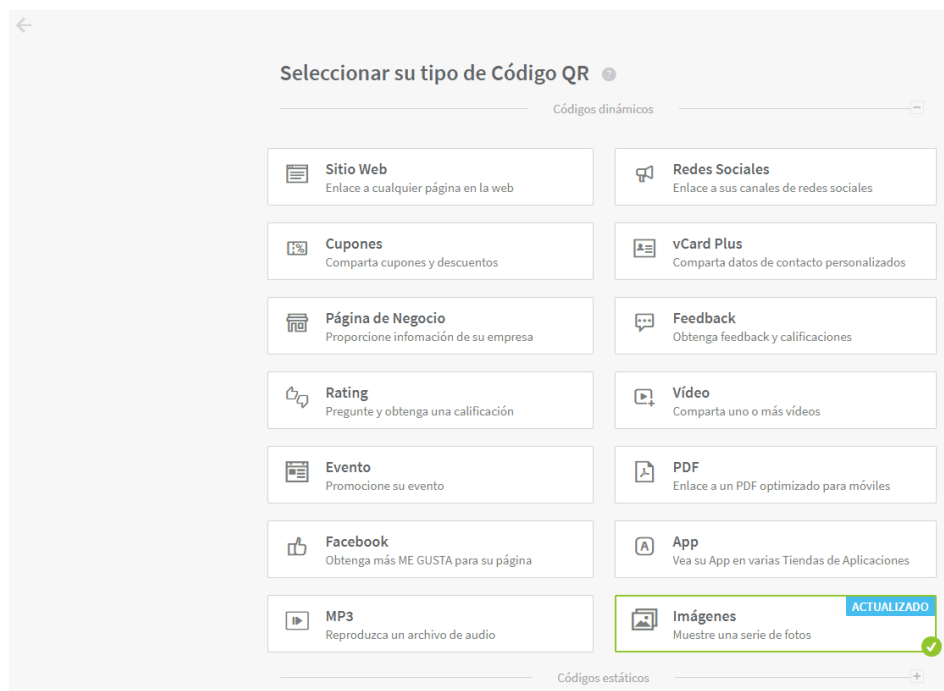 Seleccionar su tipo de Código QR ?
Códigos dinámicos
Sitio Web
Enlace a cualquier página en la web
Redes Sociales
Enlace a sus canales de redes sociales
Cupones
Comparta cupones y descuentos
vCard Plus
Comparta datos de contacto personalizados
Página de Negocio
Proporcione infomación de su empresa
Feedback
Obtenga feedback y calificaciones
Rating
Pregunte y obtenga una calificación
Vídeo
Comparta uno o más vídeos
Evento
Promocione su evento
PDF
Enlace a un PDF optimizado para móviles
Facebook
Obtenga más ME GUSTA para su página
App
Vea su App en varias Tiendas de Aplicaciones
MP3
Reproduzca un archivo de audio
ACTUALIZADO
Imágenes
Muestre una serie de fotos
Códigos estáticos